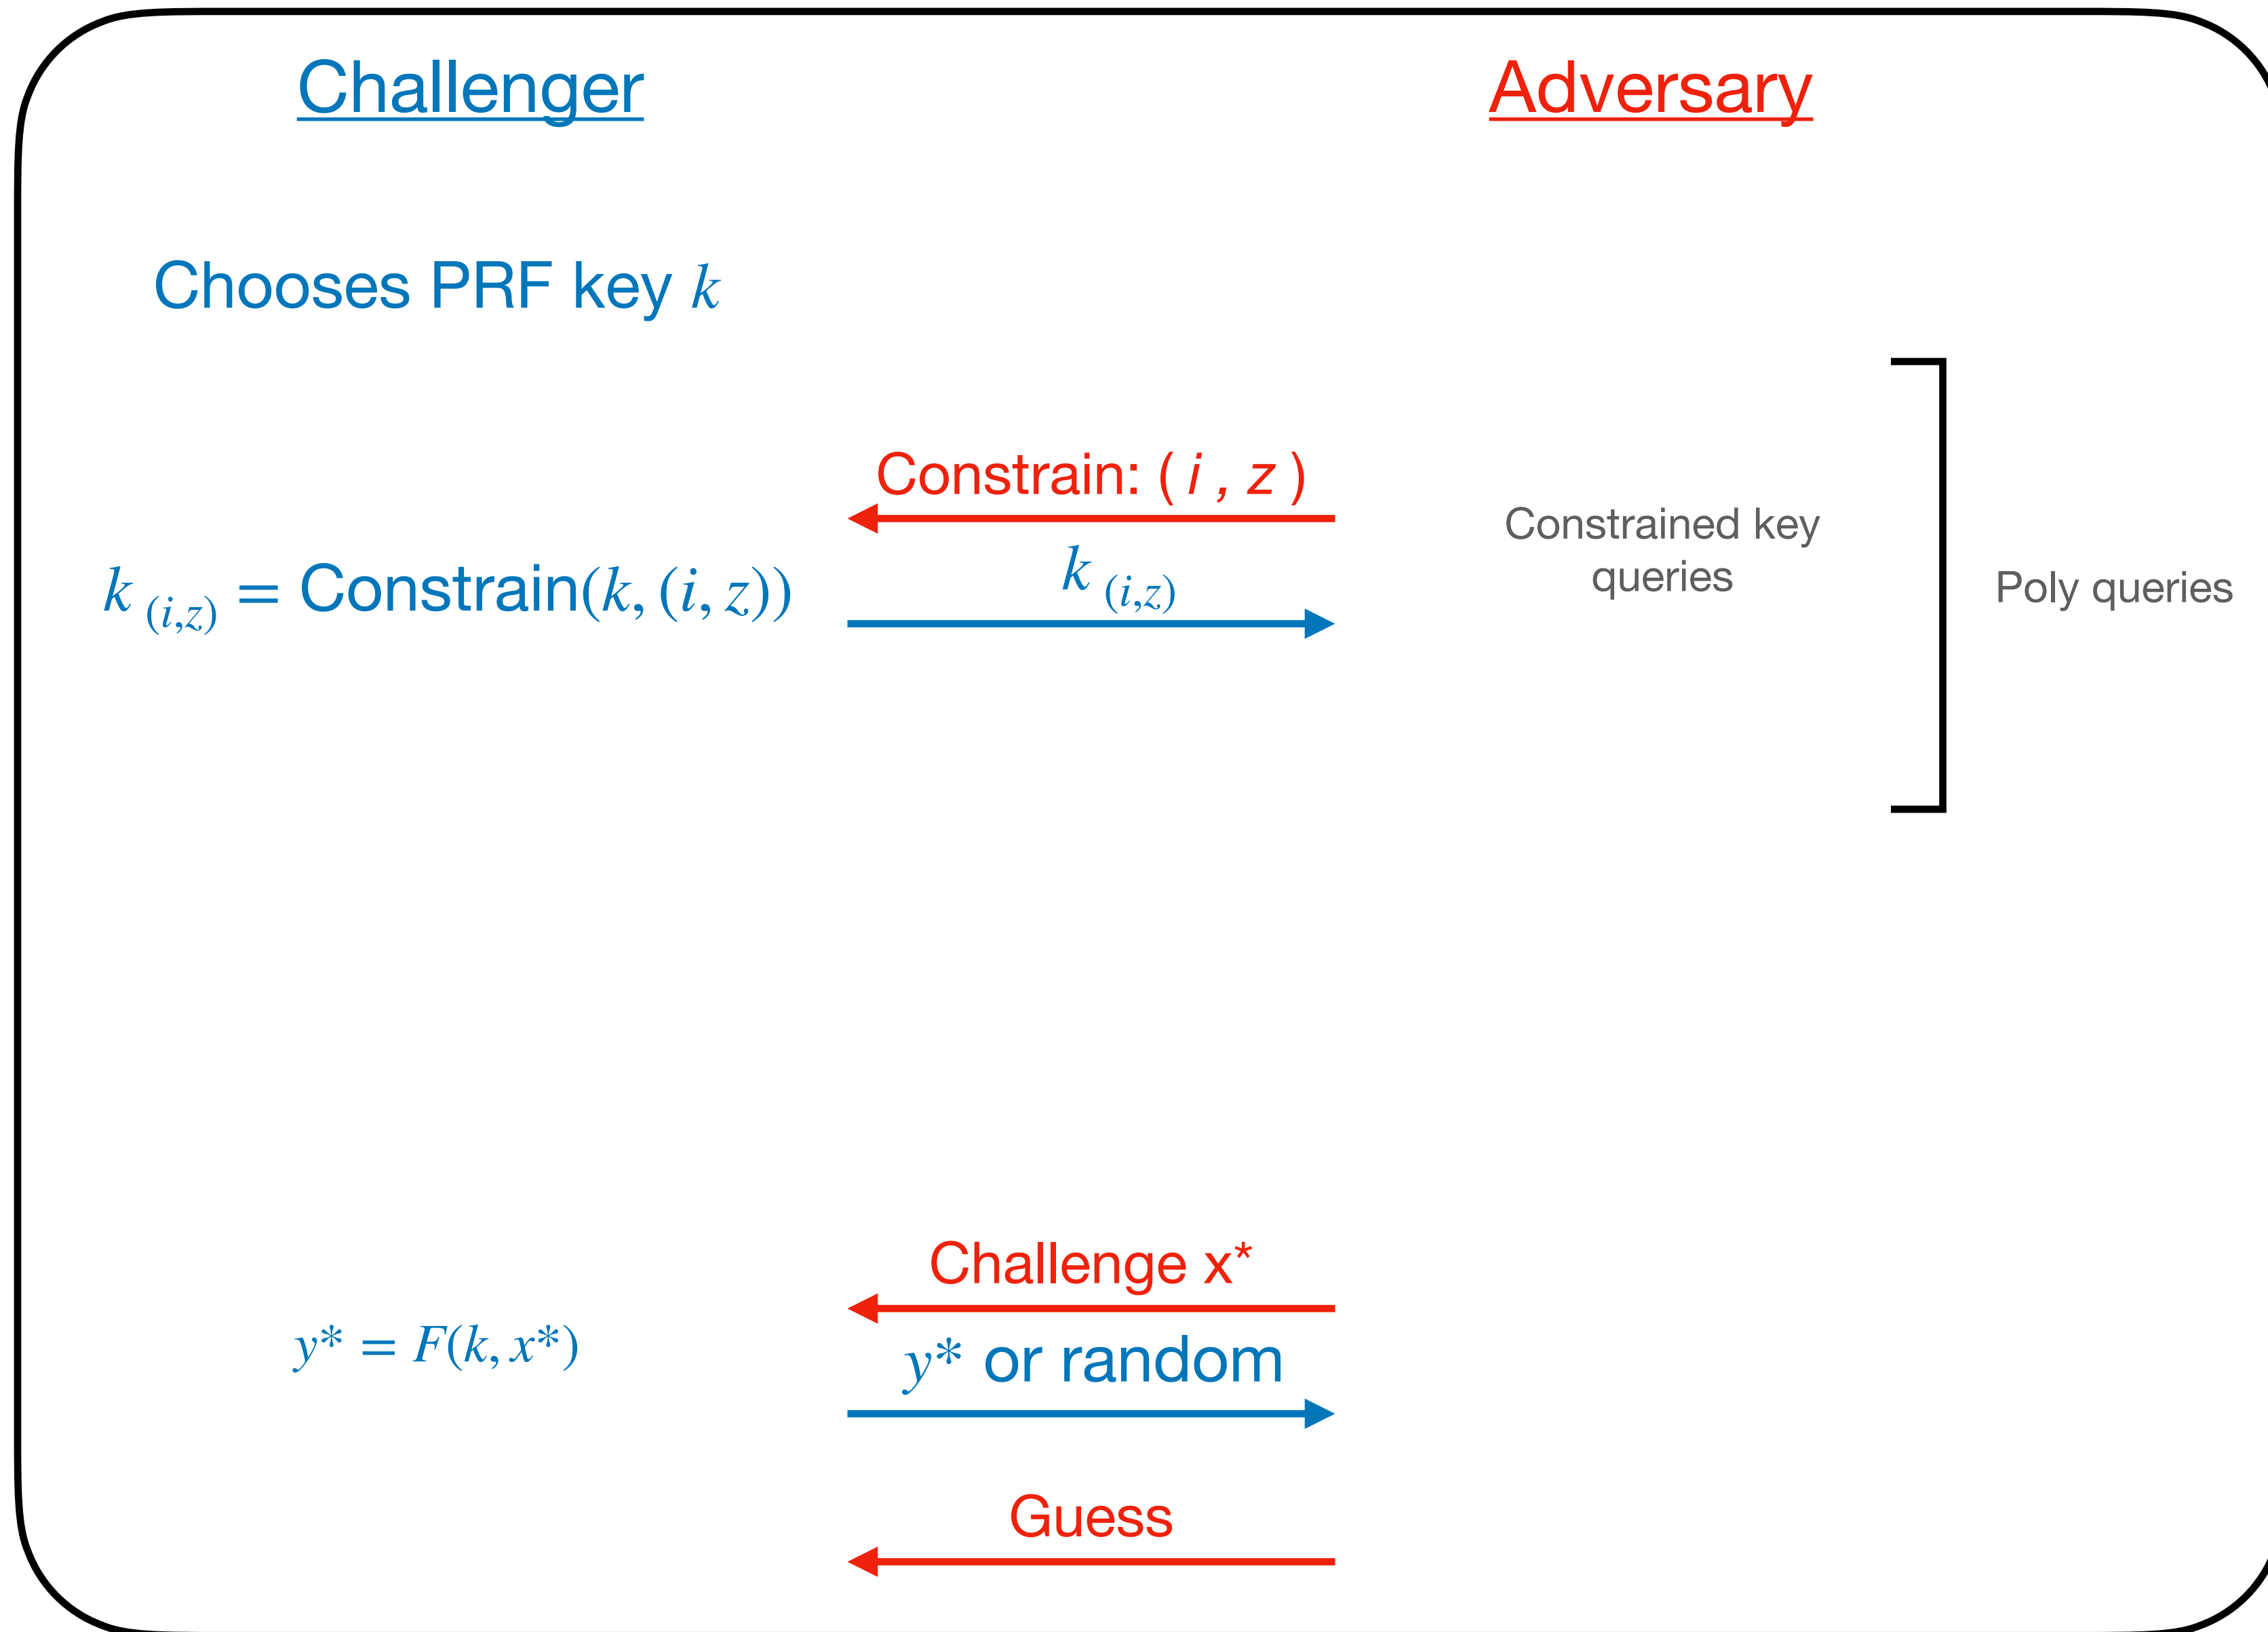 Challenger
Adversary
Chooses PRF key k
Constrain: ( i , z )
k (i,z) = Constrain(k, (i, z))
k (i,z)
Constrained key
queries
Poly queries
Challenge x*
y* = F(k, x*)
y* or random
Guess